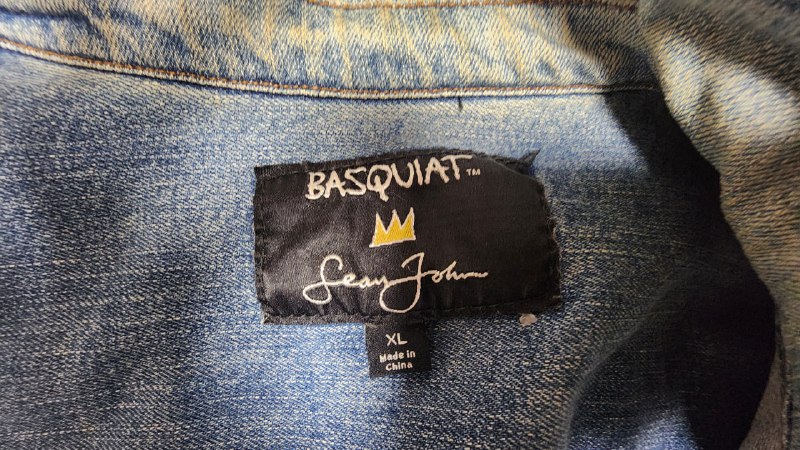 BASQUIAT™
Sean John
XL
Made in
China